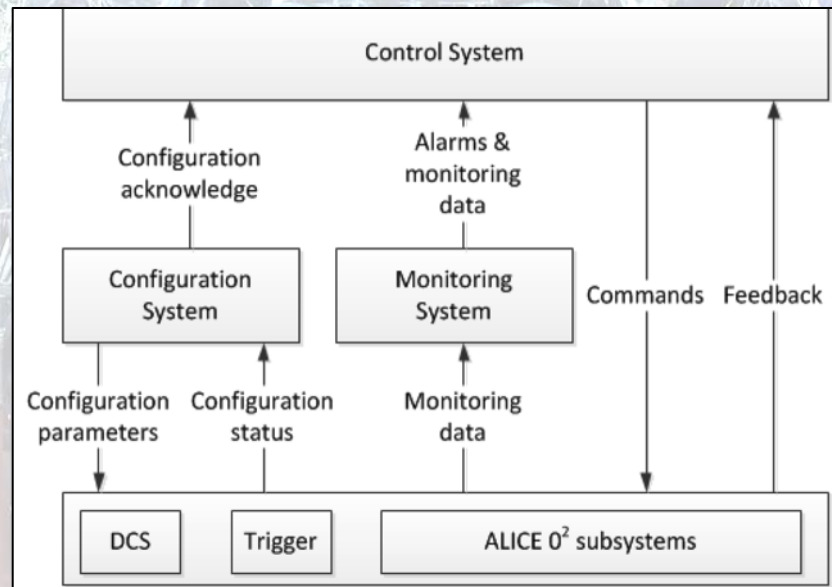 Control System
Configuration
acknowledge
Alarms &
monitoring
data
Configuration
System
Monitoring
System
Commands
Feedback
Configuration
parameters
Configuration
status
Monitoring
data
DCS
Trigger
ALICE 0² subsystems